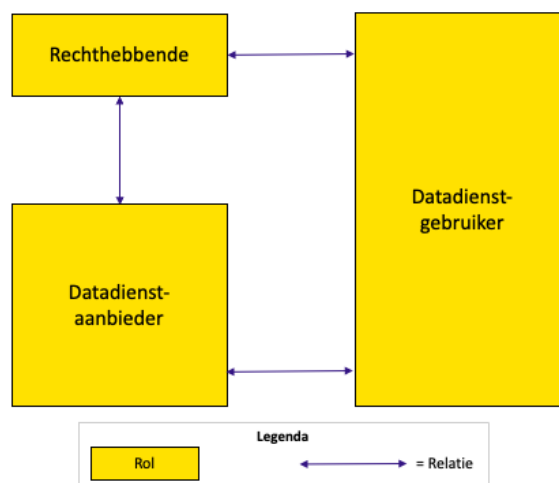 Rechthebbende
Datadienst-
gebruiker
Datadienst-
aanbieder
Legenda
Rol
= Relatie